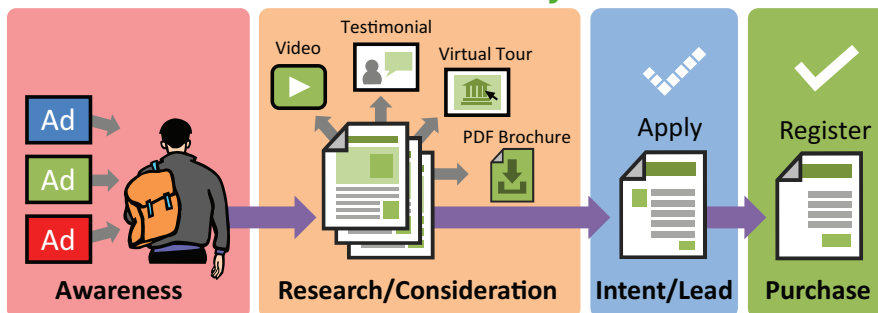 Ad
Ad
Ad
Awareness
Video
Testimonial
Virtual Tour
PDF Brochure
Research/Consideration
Apply
Intent/Lead
Register
Purchase